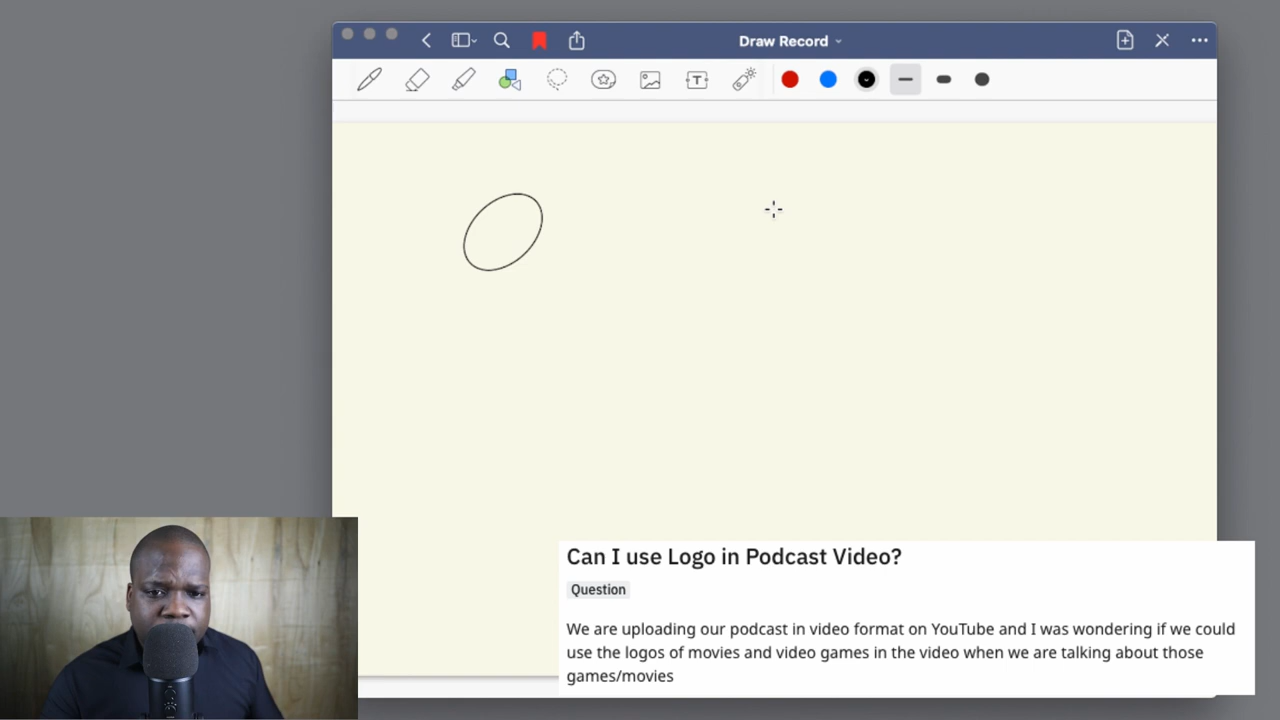 Draw Record
T
Can I use Logo in Podcast Video?
Question
We are uploading our podcast in video format on YouTube and I was wondering if we could
use the logos of movies and video games in the video when we are talking about those
games/movies